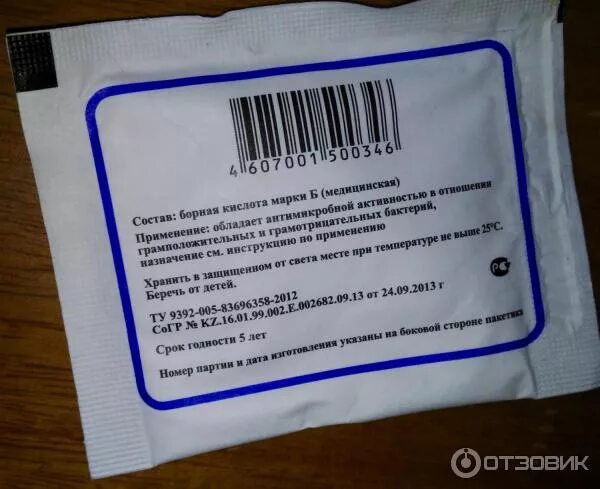 4 607001 500346
Состав: борная кислота марки Б (медицинская)
Применение: обладает антимикробной активностью в отношении
грамположительных и грамотрицательных бактерий,
назначение см. инструкцию по применению
Хранить в защищенном от света месте при температуре не выше 25°С.
Беречь от детей.
ТУ 9392-005-83696358-2012
СоГР № KZ.16.01.99.002.E.002682.09.13 от 24.09.2013 г
Срок годности 5 лет
Номер партии и дата изготовления указаны на боковой стороне пакетика
ОТЗОВИК